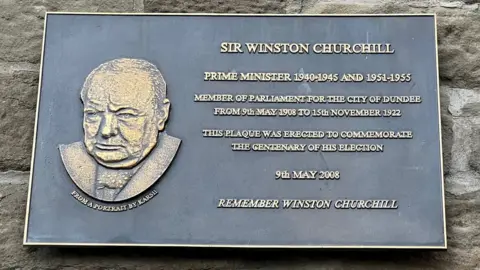 SIR WINSTON CHURCHILL
PRIME MINISTER 1940-1945 AND 1951-1955
MEMBER OF PARLIAMENT FOR THE CITY OF DUNDEE
FROM 9TH MAY 1908 TO 15TH NOVEMBER 1922
THIS PLAQUE WAS ERECTED TO COMMEMORATE
THE CENTENARY OF HIS ELECTION
9TH MAY 2008
REMEMBER WINSTON CHURCHILL
FROM A PORTRAIT BY KARSH